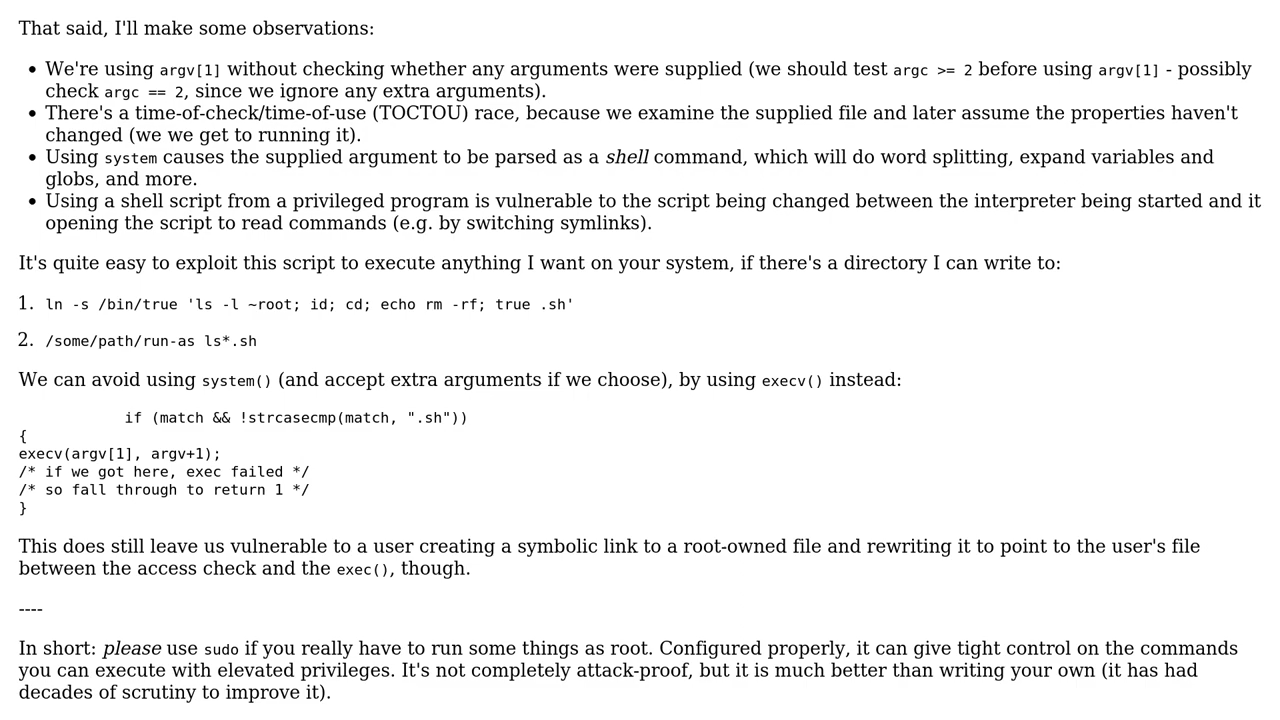 That said, I'll make some observations:
• We're using argv[1] without checking whether any arguments were supplied (we should test argc >= 2 before using argv[1] - possibly
check argc == 2, since we ignore any extra arguments).
• There's a time-of-check/time-of-use (TOCTOU) race, because we examine the supplied file and later assume the properties haven't
changed (we we get to running it).
• Using system causes the supplied argument to be parsed as a shell command, which will do word splitting, expand variables and
globs, and more.
• Using a shell script from a privileged program is vulnerable to the script being changed between the interpreter being started and it
opening the script to read commands (e.g. by switching symlinks).
It's quite easy to exploit this script to execute anything I want on your system, if there's a directory I can write to:
1. ln -s /bin/true 'ls -l ~root; id; cd; echo rm -rf; true .sh'
2. /some/path/run-as ls*.sh
We can avoid using system() (and accept extra arguments if we choose), by using execv() instead:
if (match && !strcasecmp(match, ".sh"))
{
execv(argv[1], argv+1);
/* if we got here, exec failed */
/* so fall through to return 1 */
}
This does still leave us vulnerable to a user creating a symbolic link to a root-owned file and rewriting it to point to the user's file
between the access check and the exec(), though.
----
In short: please use sudo if you really have to run some things as root. Configured properly, it can give tight control on the commands
you can execute with elevated privileges. It's not completely attack-proof, but it is much better than writing your own (it has had
decades of scrutiny to improve it).